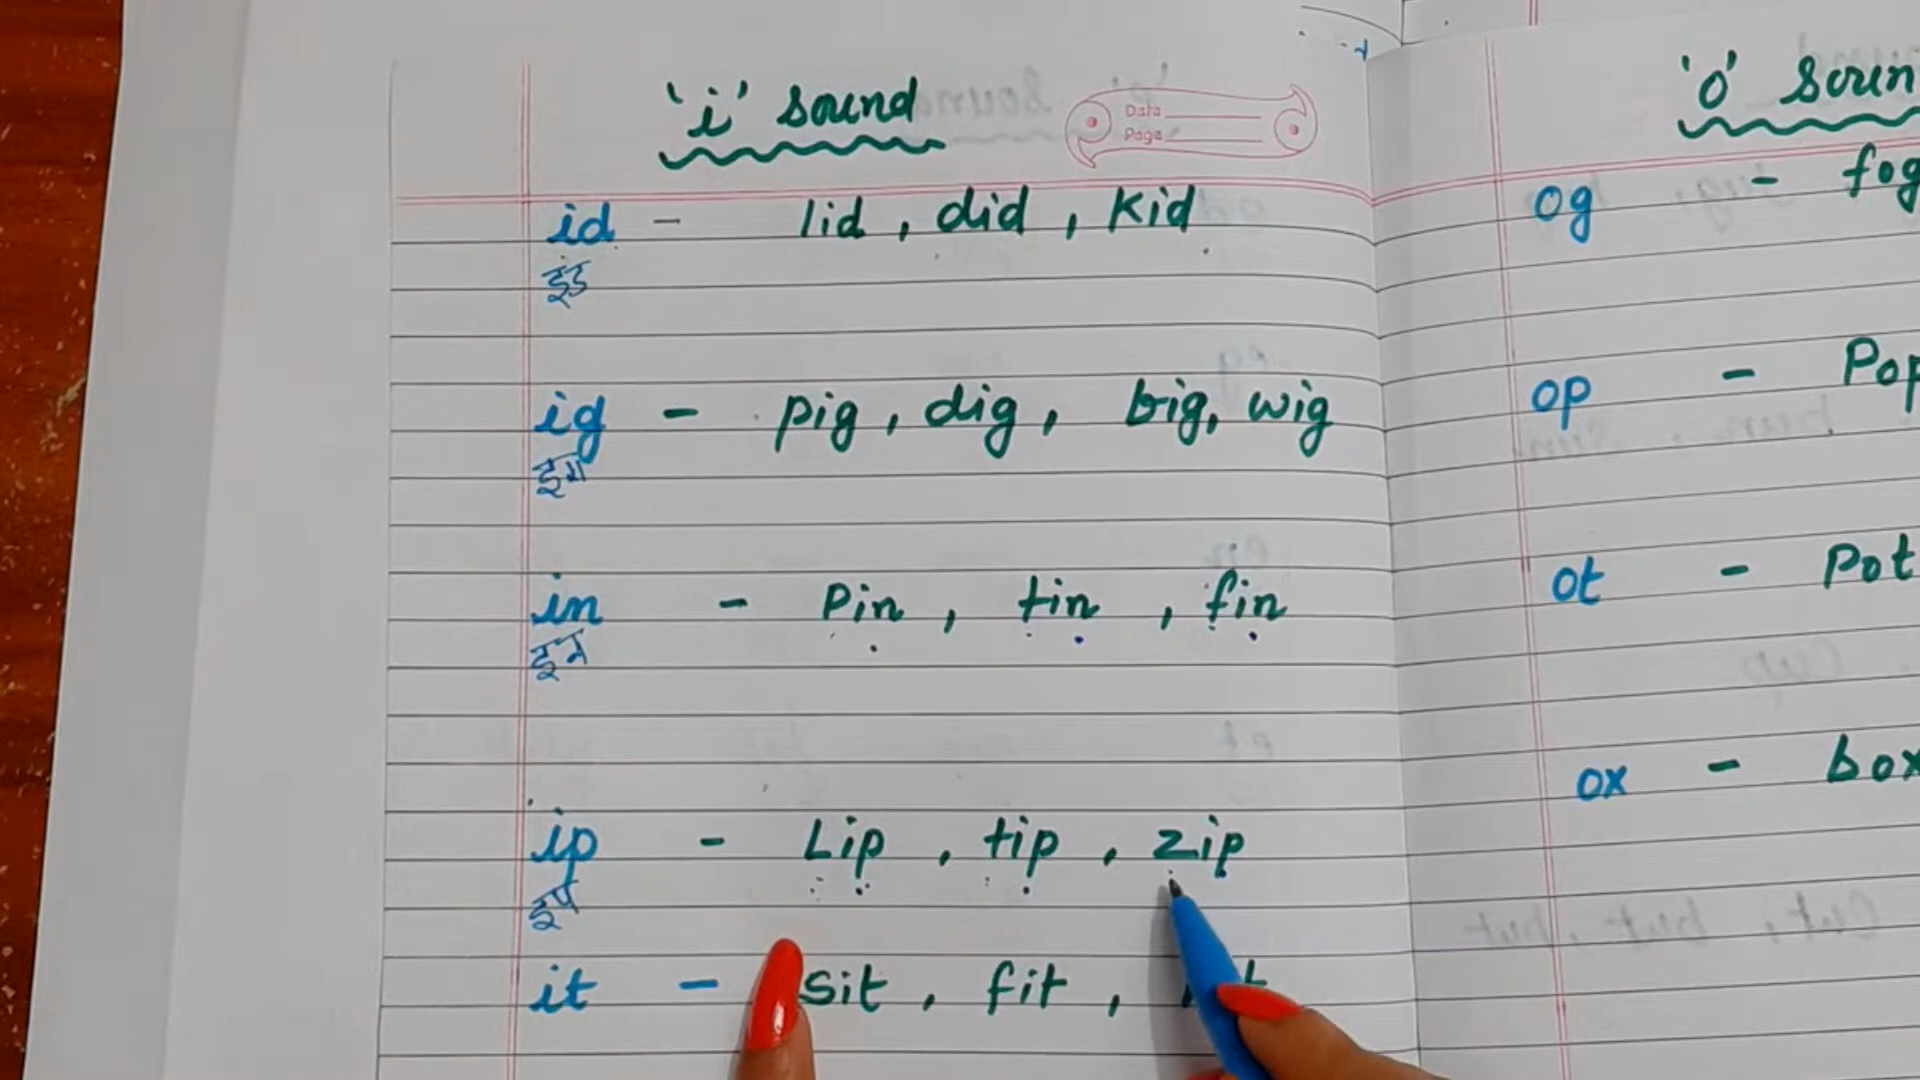 'i' sound
Data
Page
id - lid, did, Kid
इड
ig - pig, dig, big, wig
इग
in - Pin, tin, fin
इन
ip - Lip, tip, zip
इप
it - Sit, fit,
'o' soun
og - fog
op - Pop
ot - Pot
ox - box